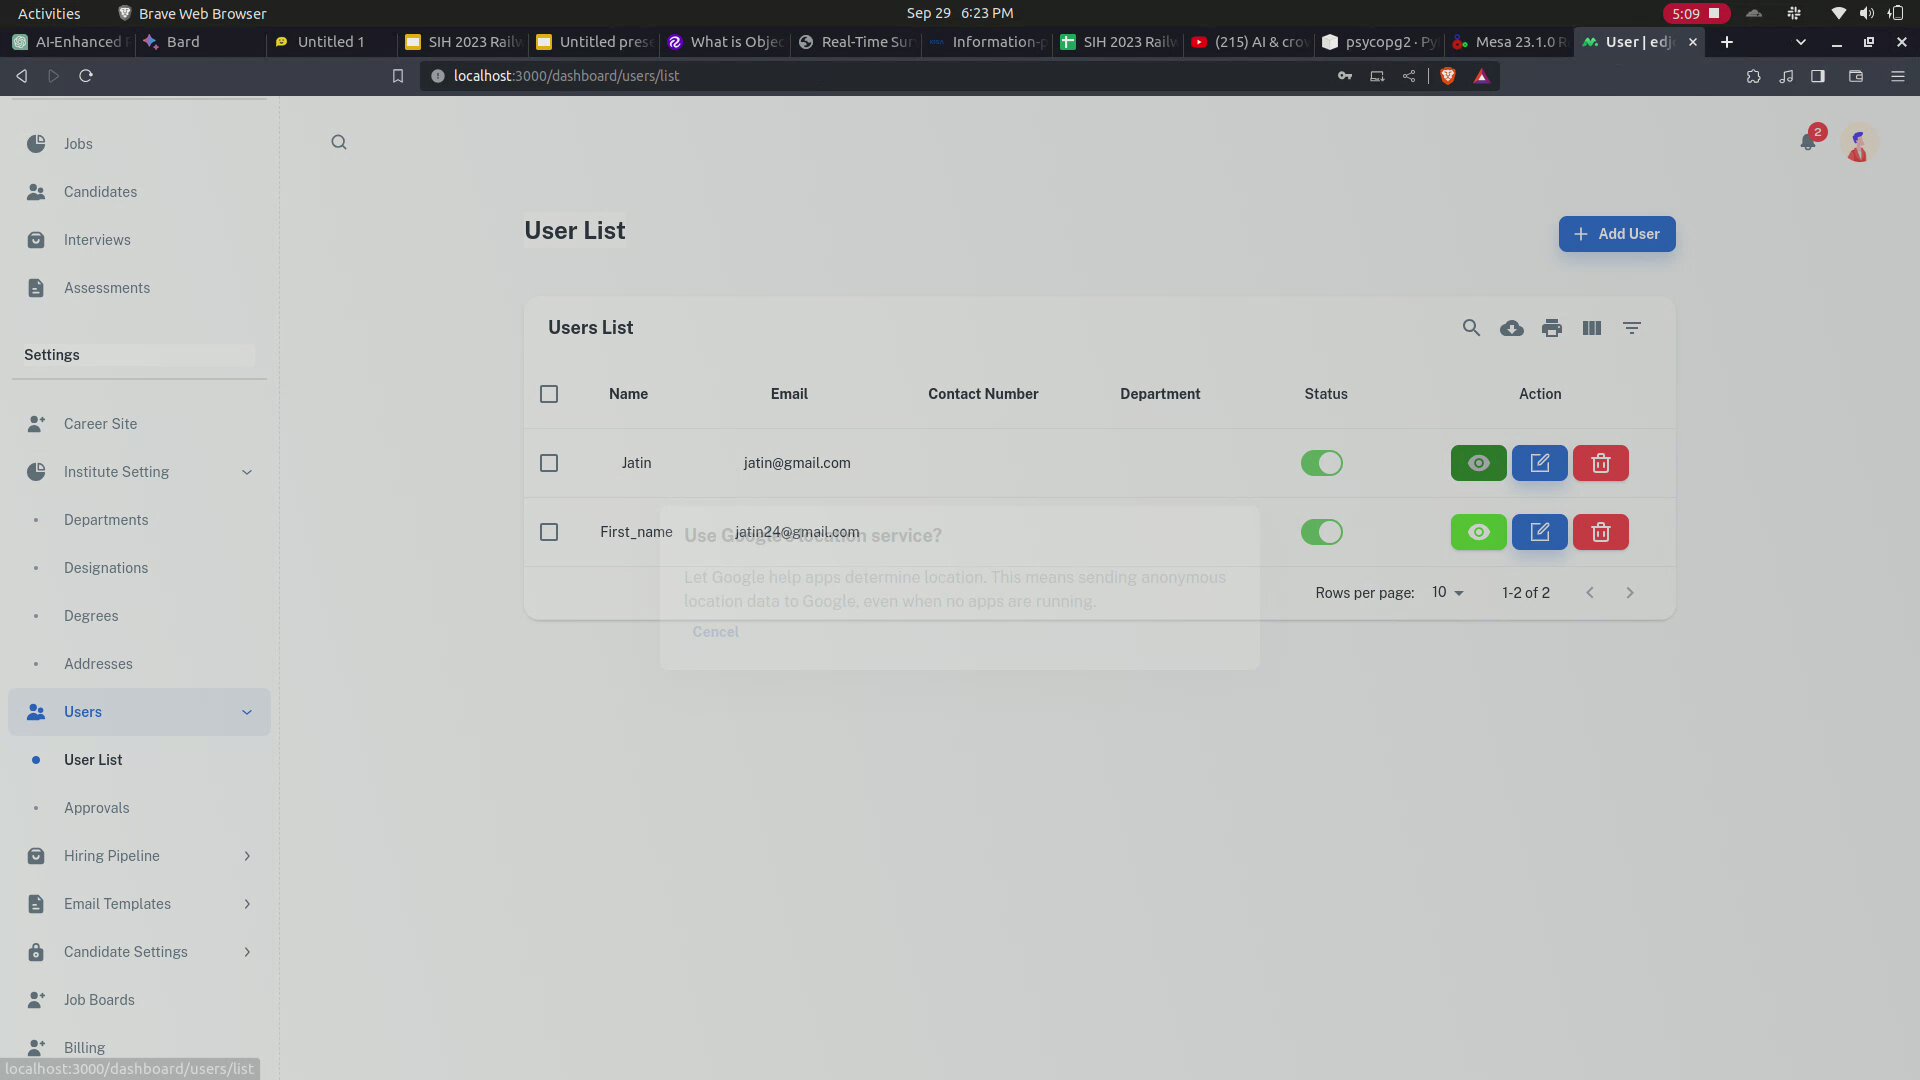 Activities
Brave Web Browser
Sep 29 6:23 PM
5:09
AI-Enhanced
Bard
Untitled 1
SIH 2023 Railw
Untitled prese
What is Objec
Real-Time Sur
Information-p
SIH 2023 Railw
(215) AI & crow
psycopg2 · Py
Mesa 23.1.0 R
User | edjo
localhost:3000/dashboard/users/list
Jobs
Candidates
Interviews
Assessments
Settings
Career Site
Institute Setting
Departments
Designations
Degrees
Addresses
Users
User List
Approvals
Hiring Pipeline
Email Templates
Candidate Settings
Job Boards
Billing
localhost:3000/dashboard/users/list
2
User List
Add User
Users List
Name Email Contact Number Department Status Action
Jatin jatin@gmail.com
First_name jatin24@gmail.com
Rows per page: 10 1-2 of 2
Use Google's location service?
Let Google help apps determine location. This means sending anonymous
location data to Google, even when no apps are running.
Cencel